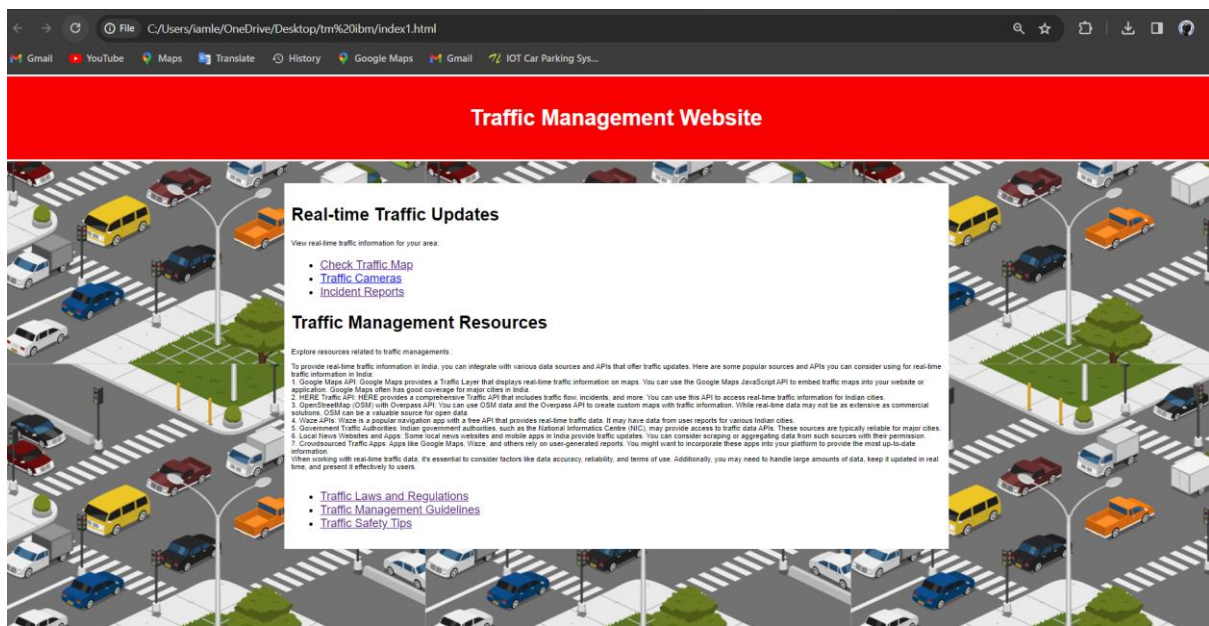 File C:/Users/iamle/OneDrive/Desktop/tm%20ibm/index1.html
Gmail YouTube Maps Translate History Google Maps Gmail IOT Car Parking Sys...
Traffic Management Website
Real-time Traffic Updates
View real-time traffic information for your area:
• Check Traffic Map
• Traffic Cameras
• Incident Reports
Traffic Management Resources
Explore resources related to traffic managements :
To provide real-time traffic information in India, you can integrate with various data sources and APIs that offer traffic updates. Here are some popular sources and APIs you can consider using for real-time
traffic information in India:
1. Google Maps API: Google Maps provides a Traffic Layer that displays real-time traffic information on maps. You can use the Google Maps JavaScript API to embed traffic maps into your website or
application. Google Maps often has good coverage for major cities in India.
2. HERE Traffic API: HERE provides a comprehensive Traffic API that includes traffic flow, incidents, and more. You can use this API to access real-time traffic information for Indian cities.
3. OpenStreetMap (OSM) with Overpass API: You can use OSM data and the Overpass API to create custom maps with traffic information. While real-time data may not be as extensive as commercial
solutions, OSM can be a valuable source for open data.
4. Waze APIs: Waze is a popular navigation app with a free API that provides real-time traffic data. It may have data from user reports for various Indian cities.
5. Government Traffic Authorities: Indian government authorities, such as the National Informatics Centre (NIC), may provide access to traffic data APIs. These sources are typically reliable for major cities.
6. Local News Websites and Apps: Some local news websites and mobile apps in India provide traffic updates. You can consider scraping or aggregating data from such sources with their permission.
7. Crowdsourced Traffic Apps: Apps like Google Maps, Waze, and others rely on user-generated reports. You might want to incorporate these apps into your platform to provide the most up-to-date
information.
When working with real-time traffic data, it's essential to consider factors like data accuracy, reliability, and terms of use. Additionally, you may need to handle large amounts of data, keep it updated in real
time, and present it effectively to users.
• Traffic Laws and Regulations
• Traffic Management Guidelines
• Traffic Safety Tips